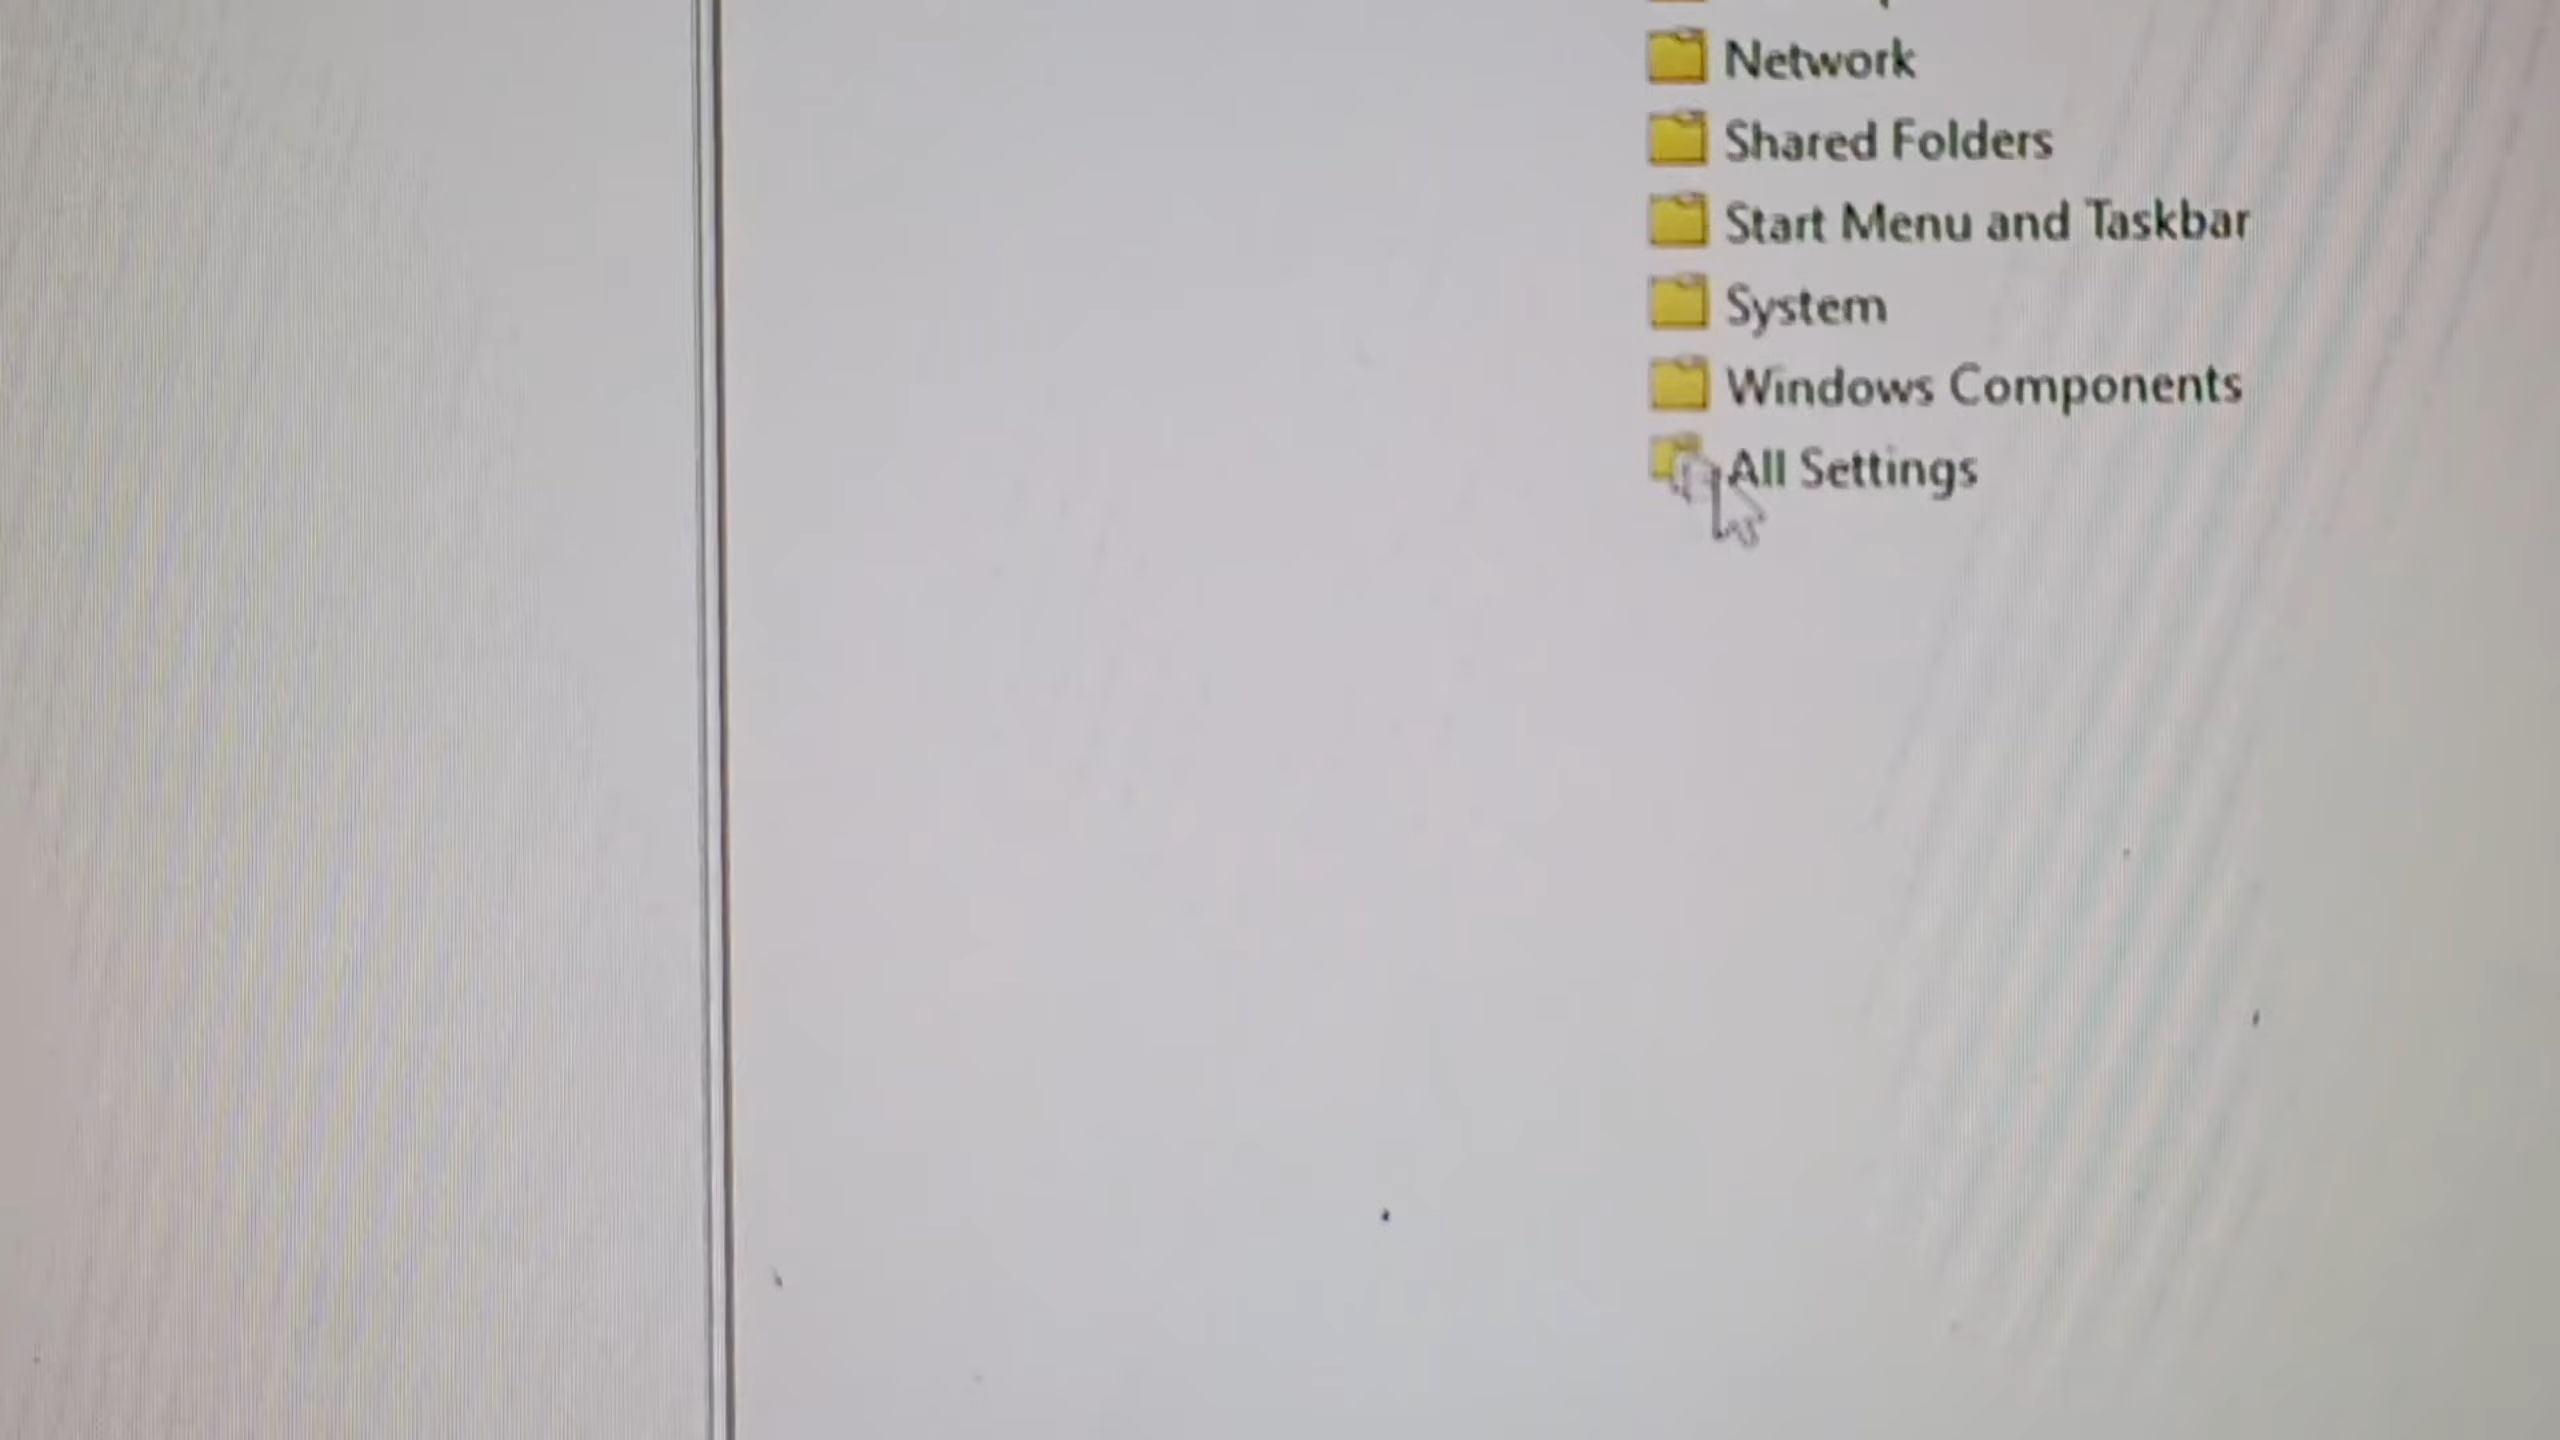 Network
Shared Folders
Start Menu and Taskbar
System
Windows Components
All Settings